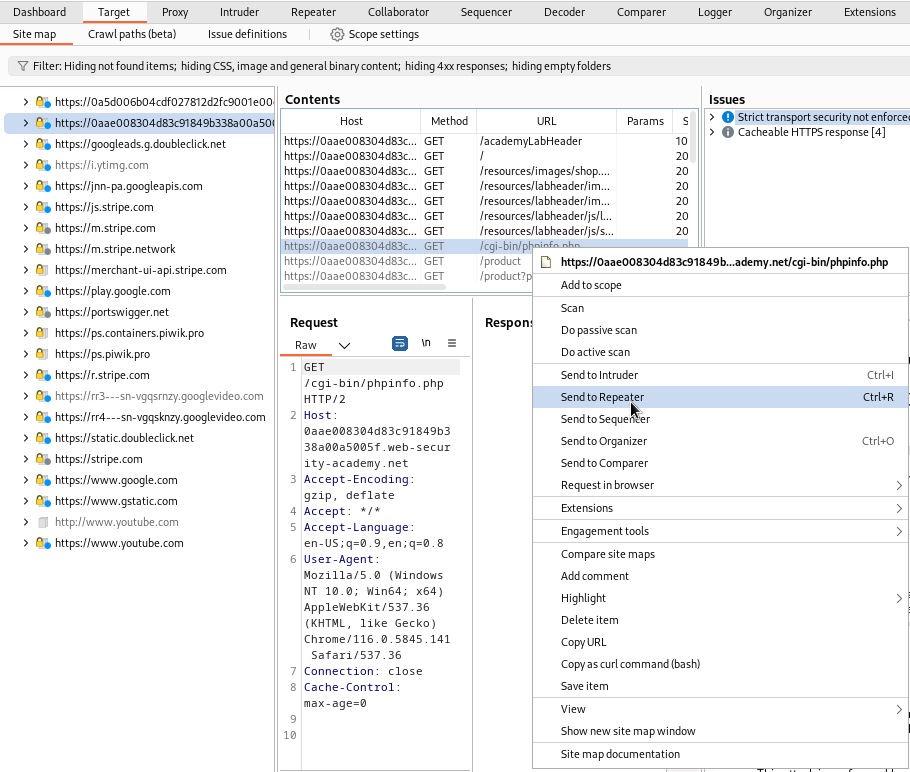 Dashboard Target Proxy Intruder Repeater Collaborator Sequencer Decoder Comparer Logger Organizer Extensions
Site map Crawl paths (beta) Issue definitions Scope settings
Filter: Hiding not found items; hiding CSS, image and general binary content; hiding 4xx responses; hiding empty folders
https://0a5d006b04cdf027812d2fc9001e00
https://0aae008304d83c91849b338a00a500
https://googleads.g.doubleclick.net
https://i.ytimg.com
https://jnn-pa.googleapis.com
https://js.stripe.com
https://m.stripe.com
https://m.stripe.network
https://merchant-ui-api.stripe.com
https://play.google.com
https://portswigger.net
https://ps.containers.piwik.pro
https://ps.piwik.pro
https://r.stripe.com
https://rr3---sn-vgqsrnzy.googlevideo.com
https://rr4---sn-vgqsknzy.googlevideo.com
https://static.doubleclick.net
https://stripe.com
https://www.google.com
https://www.gstatic.com
http://www.youtube.com
https://www.youtube.com
Contents
Host Method URL Params S
https://0aae008304d83c... GET /academyLabHeader 10
https://0aae008304d83c... GET / 20
https://0aae008304d83c... GET /resources/images/shop.... 20
https://0aae008304d83c... GET /resources/labheader/im... 20
https://0aae008304d83c... GET /resources/labheader/im... 20
https://0aae008304d83c... GET /resources/labheader/js/l... 20
https://0aae008304d83c... GET /resources/labheader/js/s... 20
https://0aae008304d83c... GET /cgi-bin/phpinfo.php
https://0aae008304d83c... GET /product
https://0aae008304d83c... GET /product?p
Issues
Strict transport security not enforced
Cacheable HTTPS response [4]
Request
Raw \n
1 GET
/cgi-bin/phpinfo.php
HTTP/2
2 Host:
0aae008304d83c91849b3
38a00a5005f.web-secur
ity-academy.net
3 Accept-Encoding:
gzip, deflate
4 Accept: */*
5 Accept-Language:
en-US;q=0.9,en;q=0.8
6 User-Agent:
Mozilla/5.0 (Windows
NT 10.0; Win64; x64)
AppleWebKit/537.36
(KHTML, like Gecko)
Chrome/116.0.5845.141
Safari/537.36
7 Connection: close
8 Cache-Control:
max-age=0
9
10
Respons
https://0aae008304d83c91849b...ademy.net/cgi-bin/phpinfo.php
Add to scope
Scan
Do passive scan
Do active scan
Send to Intruder Ctrl+I
Send to Repeater Ctrl+R
Send to Sequencer
Send to Organizer Ctrl+O
Send to Comparer
Request in browser
Extensions
Engagement tools
Compare site maps
Add comment
Highlight
Delete item
Copy URL
Copy as curl command (bash)
Save item
View
Show new site map window
Site map documentation